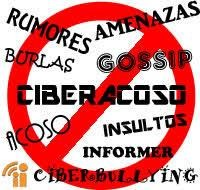 RUMORES
AMENAZAS
BURLAS
GOSSIP
CIBERACOSO
ACOSO
INSULTOS
INFORMER
CIBERBULLYING